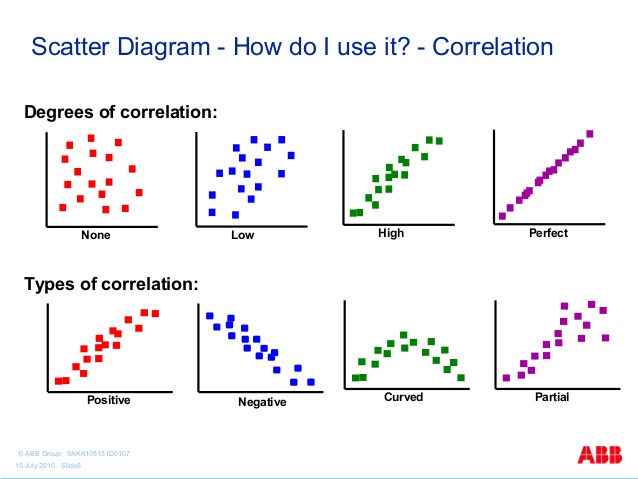 Scatter Diagram - How do I use it? - Correlation
Degrees of correlation:
None
Low
High
Perfect
Types of correlation:
Positive
Negative
Curved
Partial
© ABB Group 9AKK105151D0107
15 July 2010, Slide6
ABB